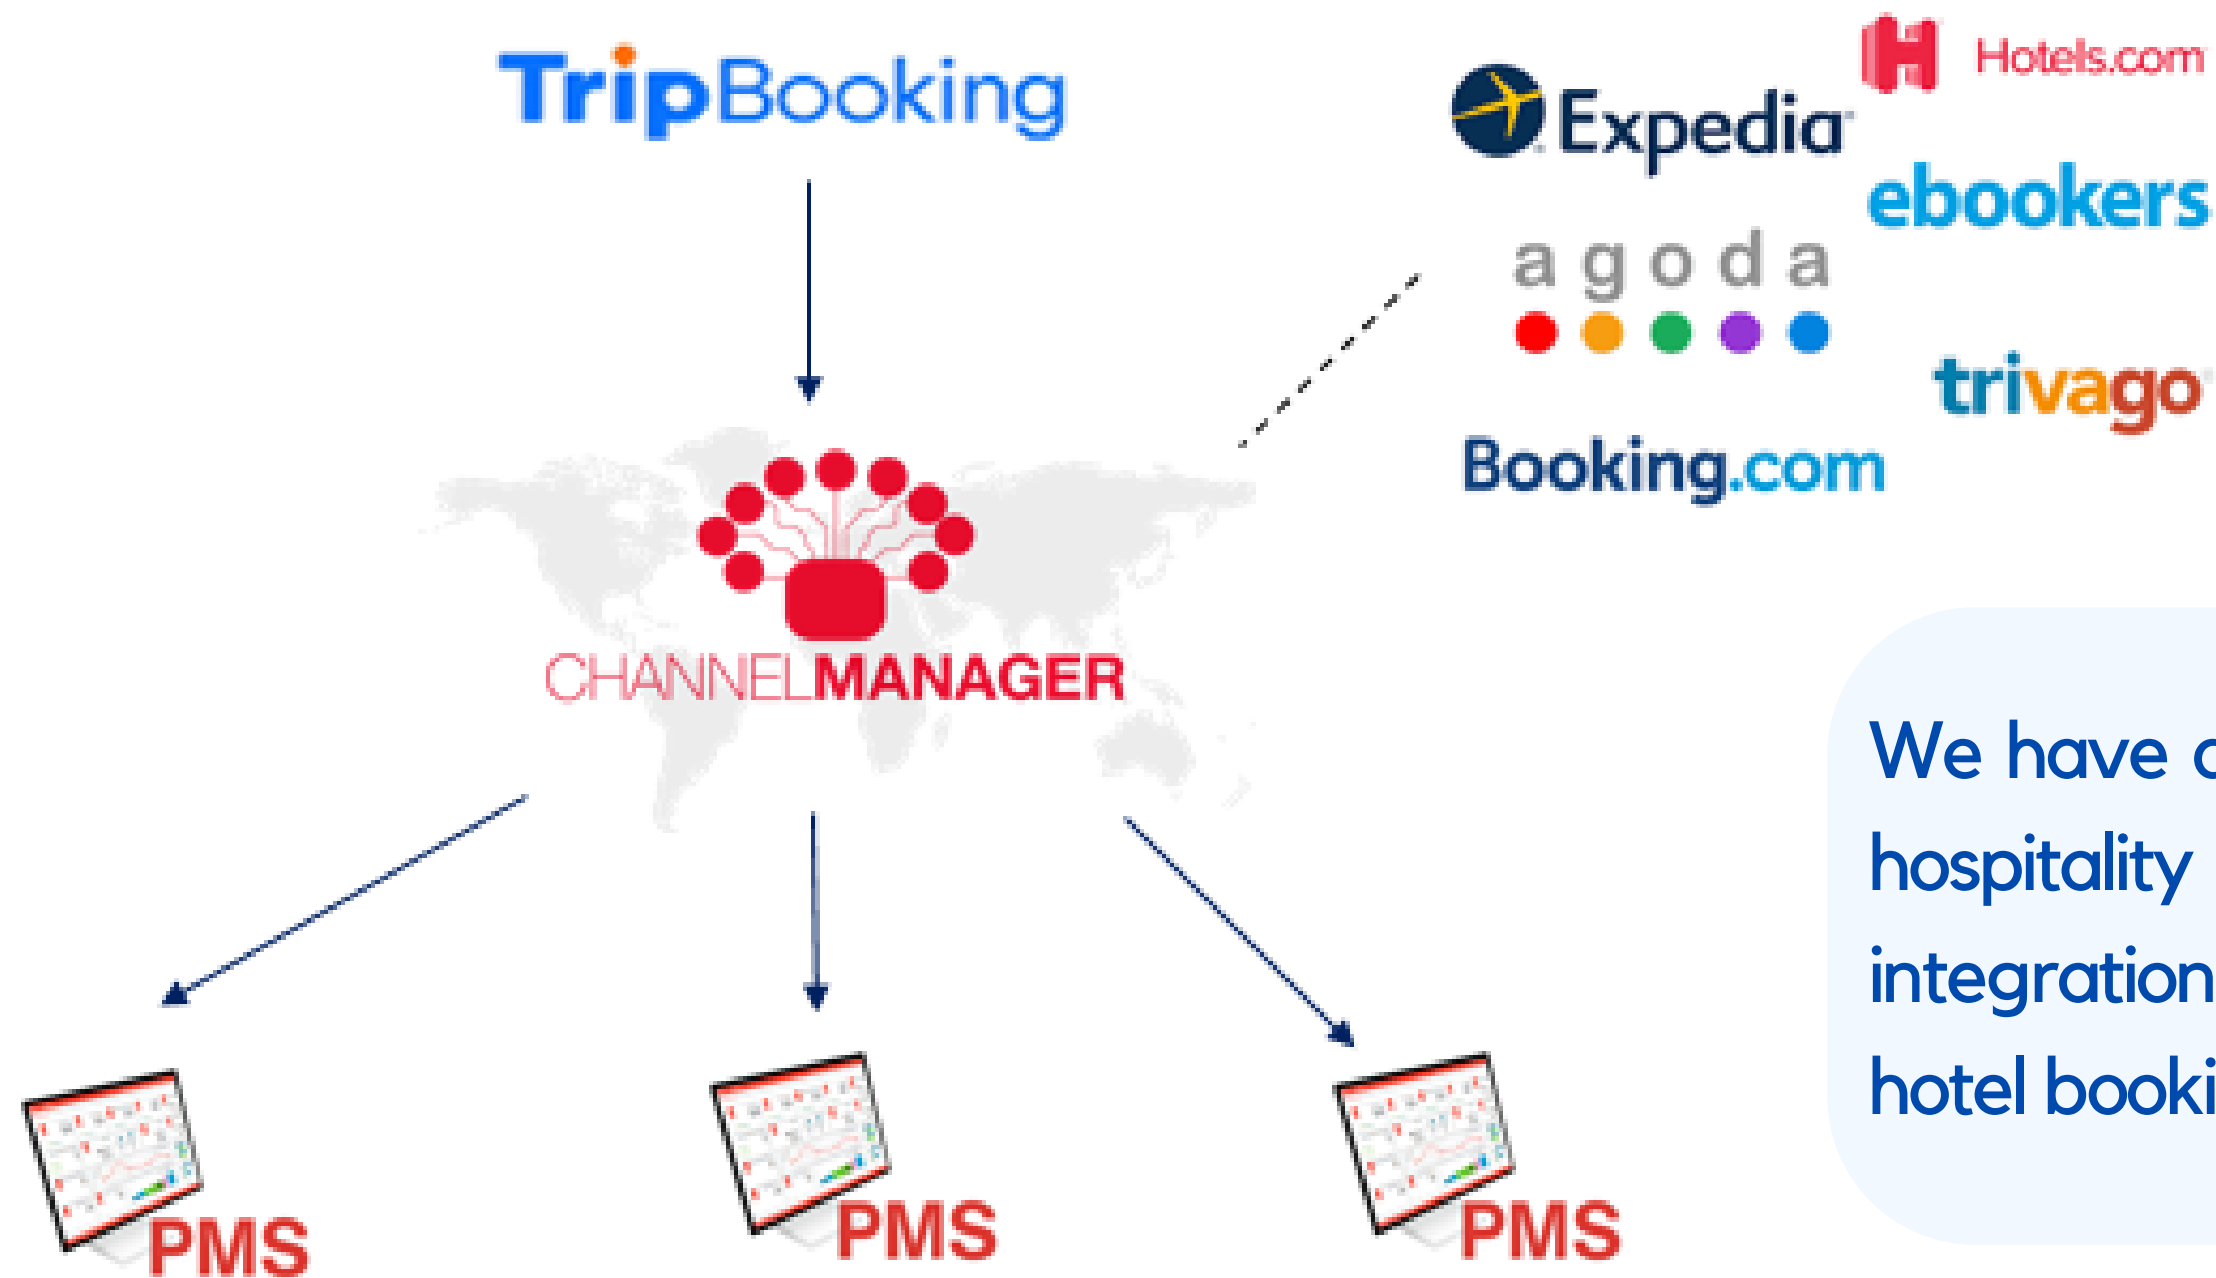 TripBooking
Hotels.com
Expedia
ebookers
agoda
trivago
Booking.com
CHANNELMANAGER
We have
hospitality
integration
hotel
PMS
PMS
PMS